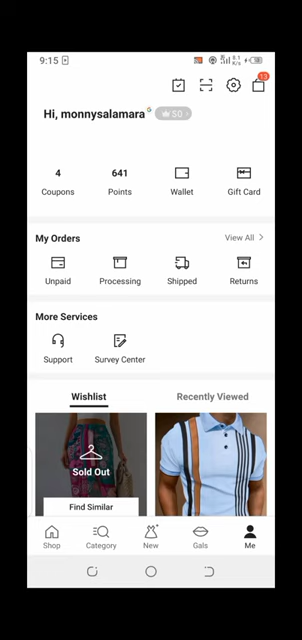 9:15
Hi, monnysalamara
50
4
641
Coupons
Points
Wallet
Gift Card
My Orders
View All
Unpaid
Processing
Shipped
Returns
More Services
Support
Survey Center
Wishlist
Recently Viewed
Sold Out
Find Similar
Shop
Category
New
Gals
Me